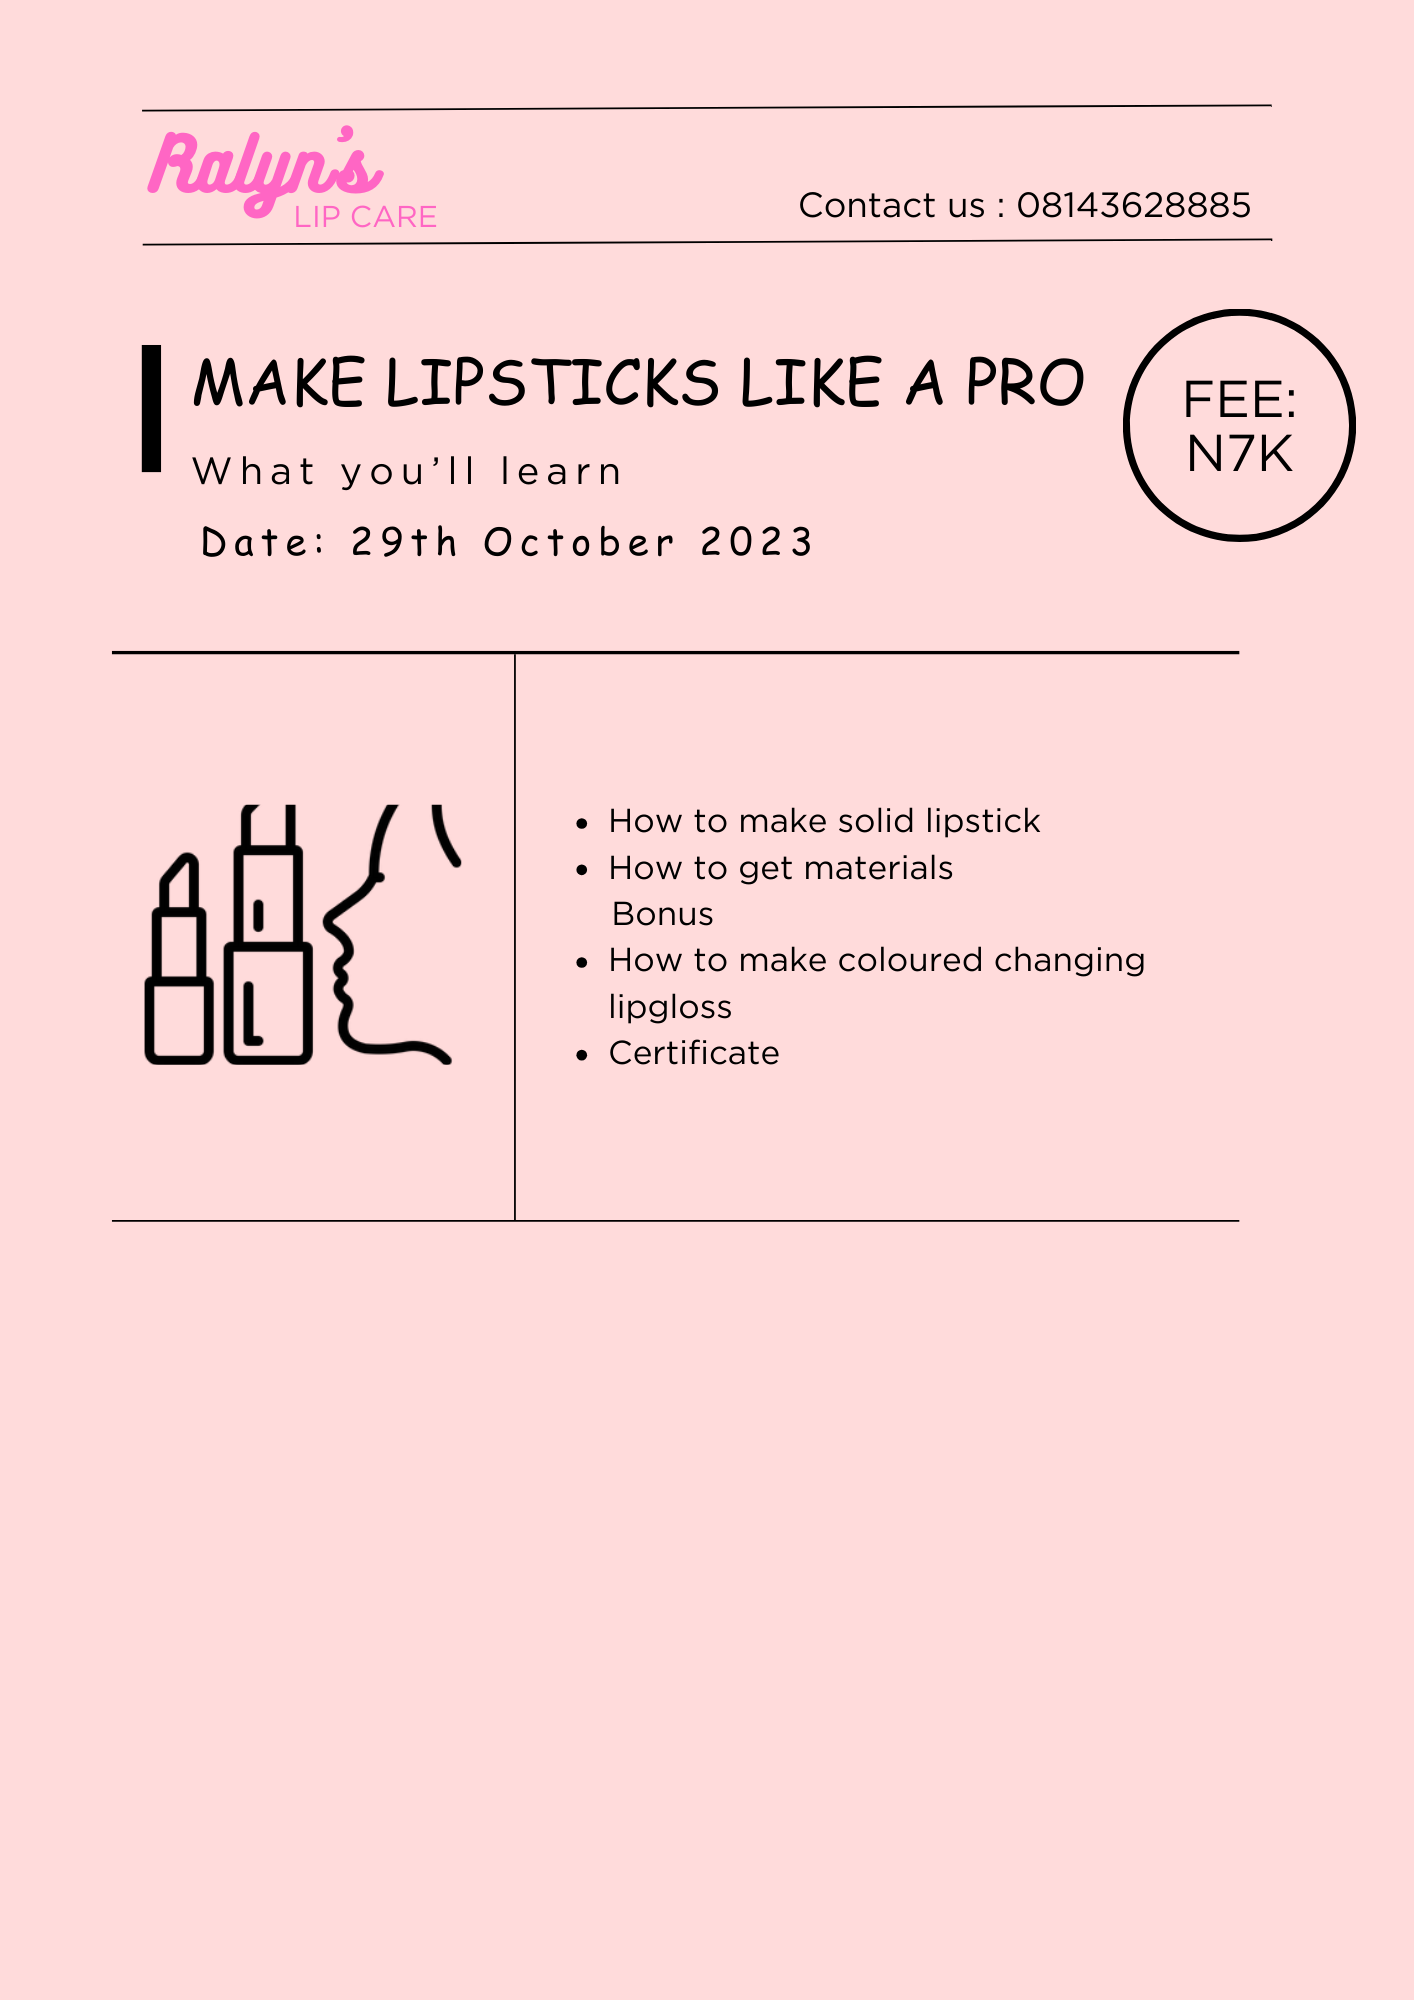 Ralyn's
LIP CARE
Contact us : 08143628885
MAKE LIPSTICKS LIKE A PRO
FEE:
N7K
What you’ll learn
Date: 29th October 2023
• How to make solid lipstick
• How to get materials
Bonus
• How to make coloured changing
lipgloss
• Certificate